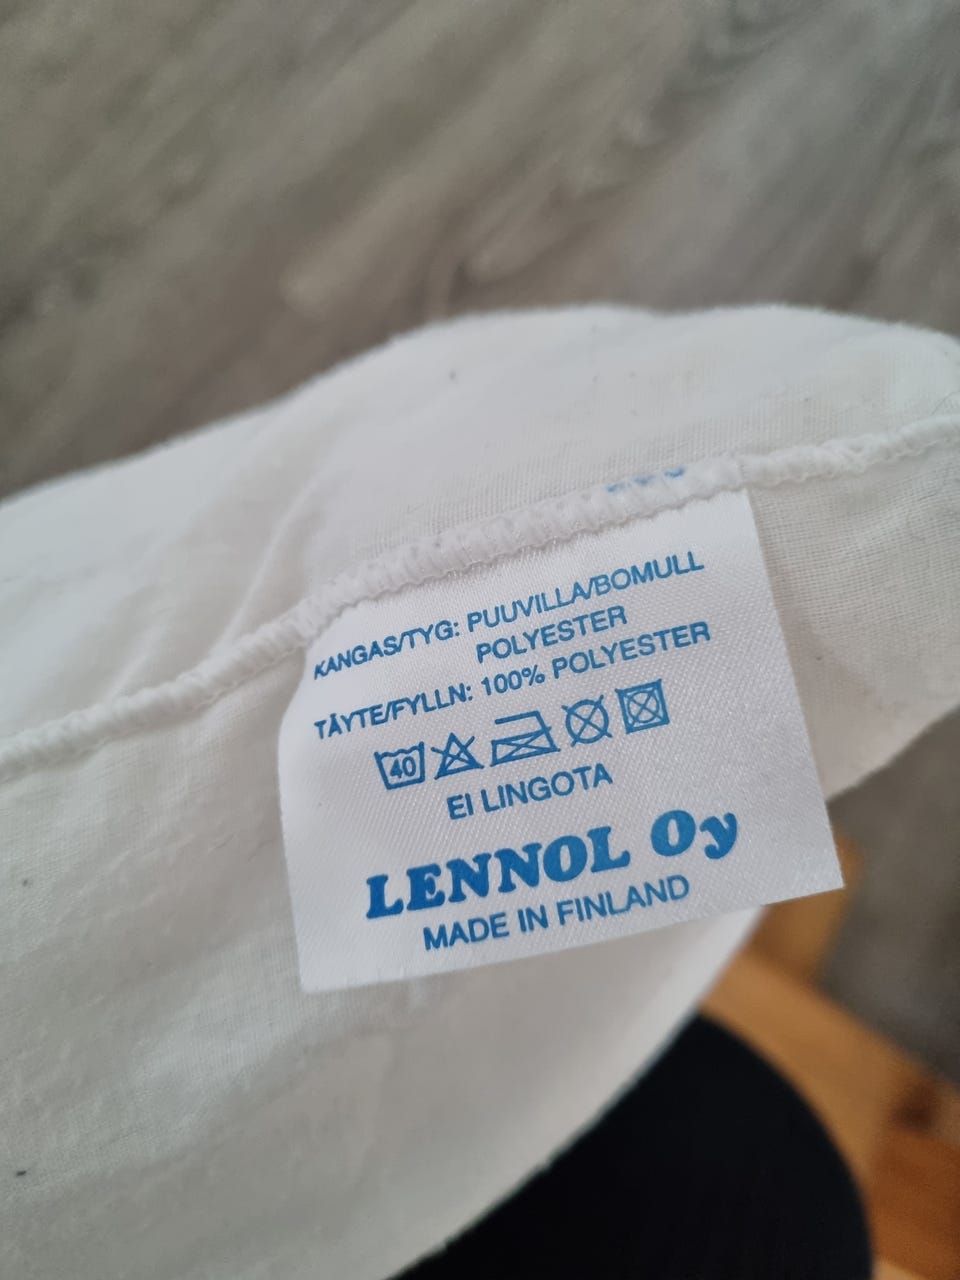 KANGAS/TYG: PUUVILLA/BOMULL
POLYESTER
TÄYTE/FYLLN: 100% POLYESTER
40
EI LINGOTA
LENNOL Oy
MADE IN FINLAND